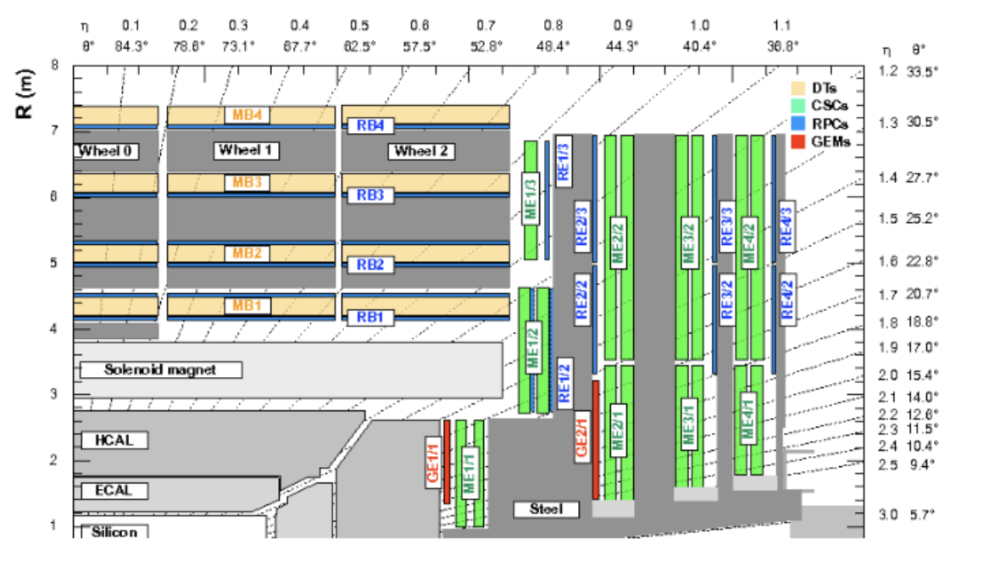 η 0.1 0.2 0.3 0.4 0.5 0.6 0.7 0.8 0.9 1.0 1.1
θ° 84.3° 78.6° 73.1° 67.7° 62.5° 57.5° 52.8° 48.4° 44.3° 40.4° 36.8°
η θ°
R (m)
8
7
6
5
4
3
2
1
1.2 33.5°
1.3 30.5°
1.4 27.7°
1.5 25.2°
1.6 22.8°
1.7 20.7°
1.8 18.8°
1.9 17.0°
2.0 15.4°
2.1 14.0°
2.2 12.6°
2.3 11.5°
2.4 10.4°
2.5 9.4°
3.0 5.7°
DTs
CSCs
RPCs
GEMs
MB4
RB4
Wheel 0
Wheel 1
Wheel 2
MB3
RB3
MB2
RB2
MB1
RB1
Solenoid magnet
HCAL
ECAL
Silicon
Steel
ME1/3
RE1/3
RE2/3
ME2/2
ME3/2
RE3/3
ME4/2
RE4/3
ME1/2
RE1/2
RE2/2
RE3/2
RE4/2
GE1/1
ME1/1
GE2/1
ME2/1
ME3/1
ME4/1